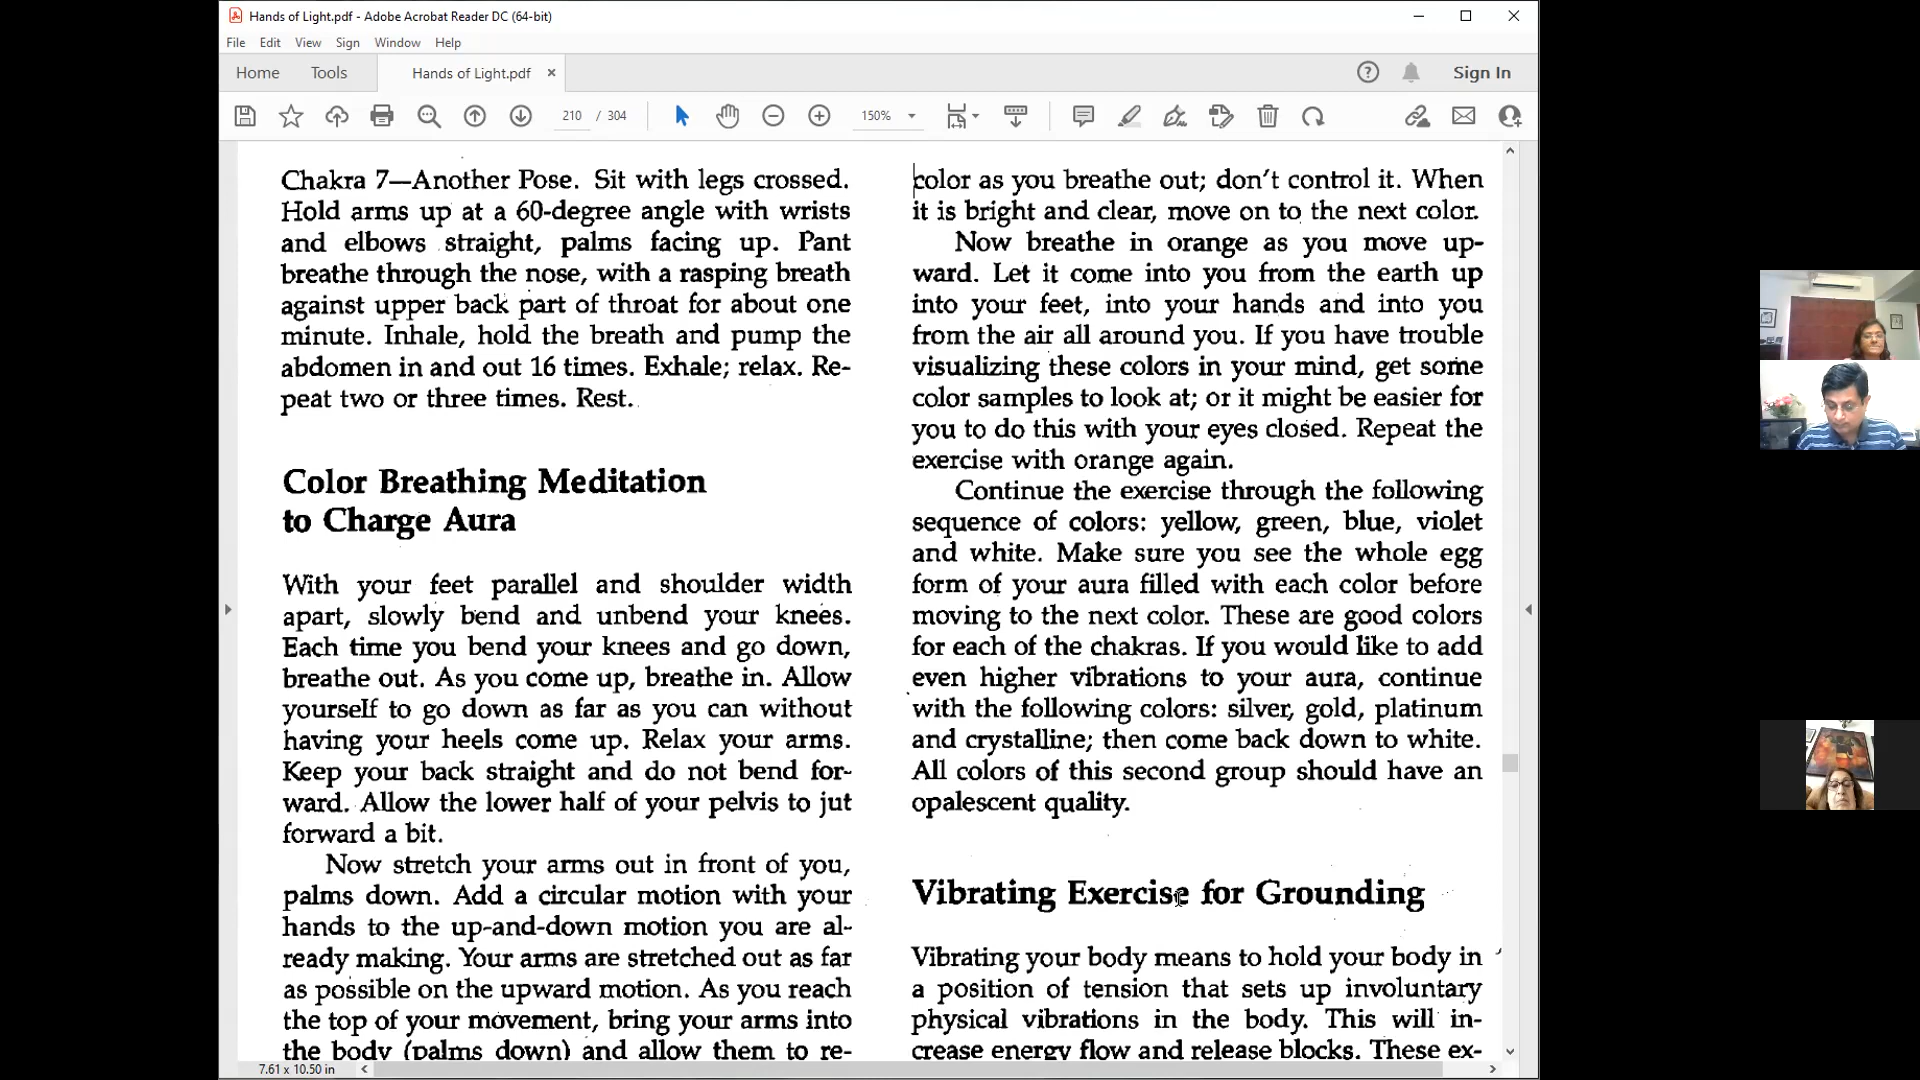 Hands of Light.pdf - Adobe Acrobat Reader DC (64-bit)
File Edit View Sign Window Help
Home Tools Hands of Light.pdf × Sign In
210 / 304 150%
Chakra 7—Another Pose. Sit with legs crossed.
Hold arms up at a 60-degree angle with wrists
and elbows straight, palms facing up. Pant
breathe through the nose, with a rasping breath
against upper back part of throat for about one
minute. Inhale, hold the breath and pump the
abdomen in and out 16 times. Exhale; relax. Re-
peat two or three times. Rest.
Color Breathing Meditation
to Charge Aura
With your feet parallel and shoulder width
apart, slowly bend and unbend your knees.
Each time you bend your knees and go down,
breathe out. As you come up, breathe in. Allow
yourself to go down as far as you can without
having your heels come up. Relax your arms.
Keep your back straight and do not bend for-
ward. Allow the lower half of your pelvis to jut
forward a bit.
Now stretch your arms out in front of you,
palms down. Add a circular motion with your
hands to the up-and-down motion you are al-
ready making. Your arms are stretched out as far
as possible on the upward motion. As you reach
the top of your movement, bring your arms into
the body (palms down) and allow them to re-
color as you breathe out; don't control it. When
it is bright and clear, move on to the next color.
Now breathe in orange as you move up-
ward. Let it come into you from the earth up
into your feet, into your hands and into you
from the air all around you. If you have trouble
visualizing these colors in your mind, get some
color samples to look at; or it might be easier for
you to do this with your eyes closed. Repeat the
exercise with orange again.
Continue the exercise through the following
sequence of colors: yellow, green, blue, violet
and white. Make sure you see the whole egg
form of your aura filled with each color before
moving to the next color. These are good colors
for each of the chakras. If you would like to add
even higher vibrations to your aura, continue
with the following colors: silver, gold, platinum
and crystalline; then come back down to white.
All colors of this second group should have an
opalescent quality.
Vibrating Exercise for Grounding
Vibrating your body means to hold your body in
a position of tension that sets up involuntary
physical vibrations in the body. This will in-
crease energy flow and release blocks. These ex-
7.61 x 10.50 in